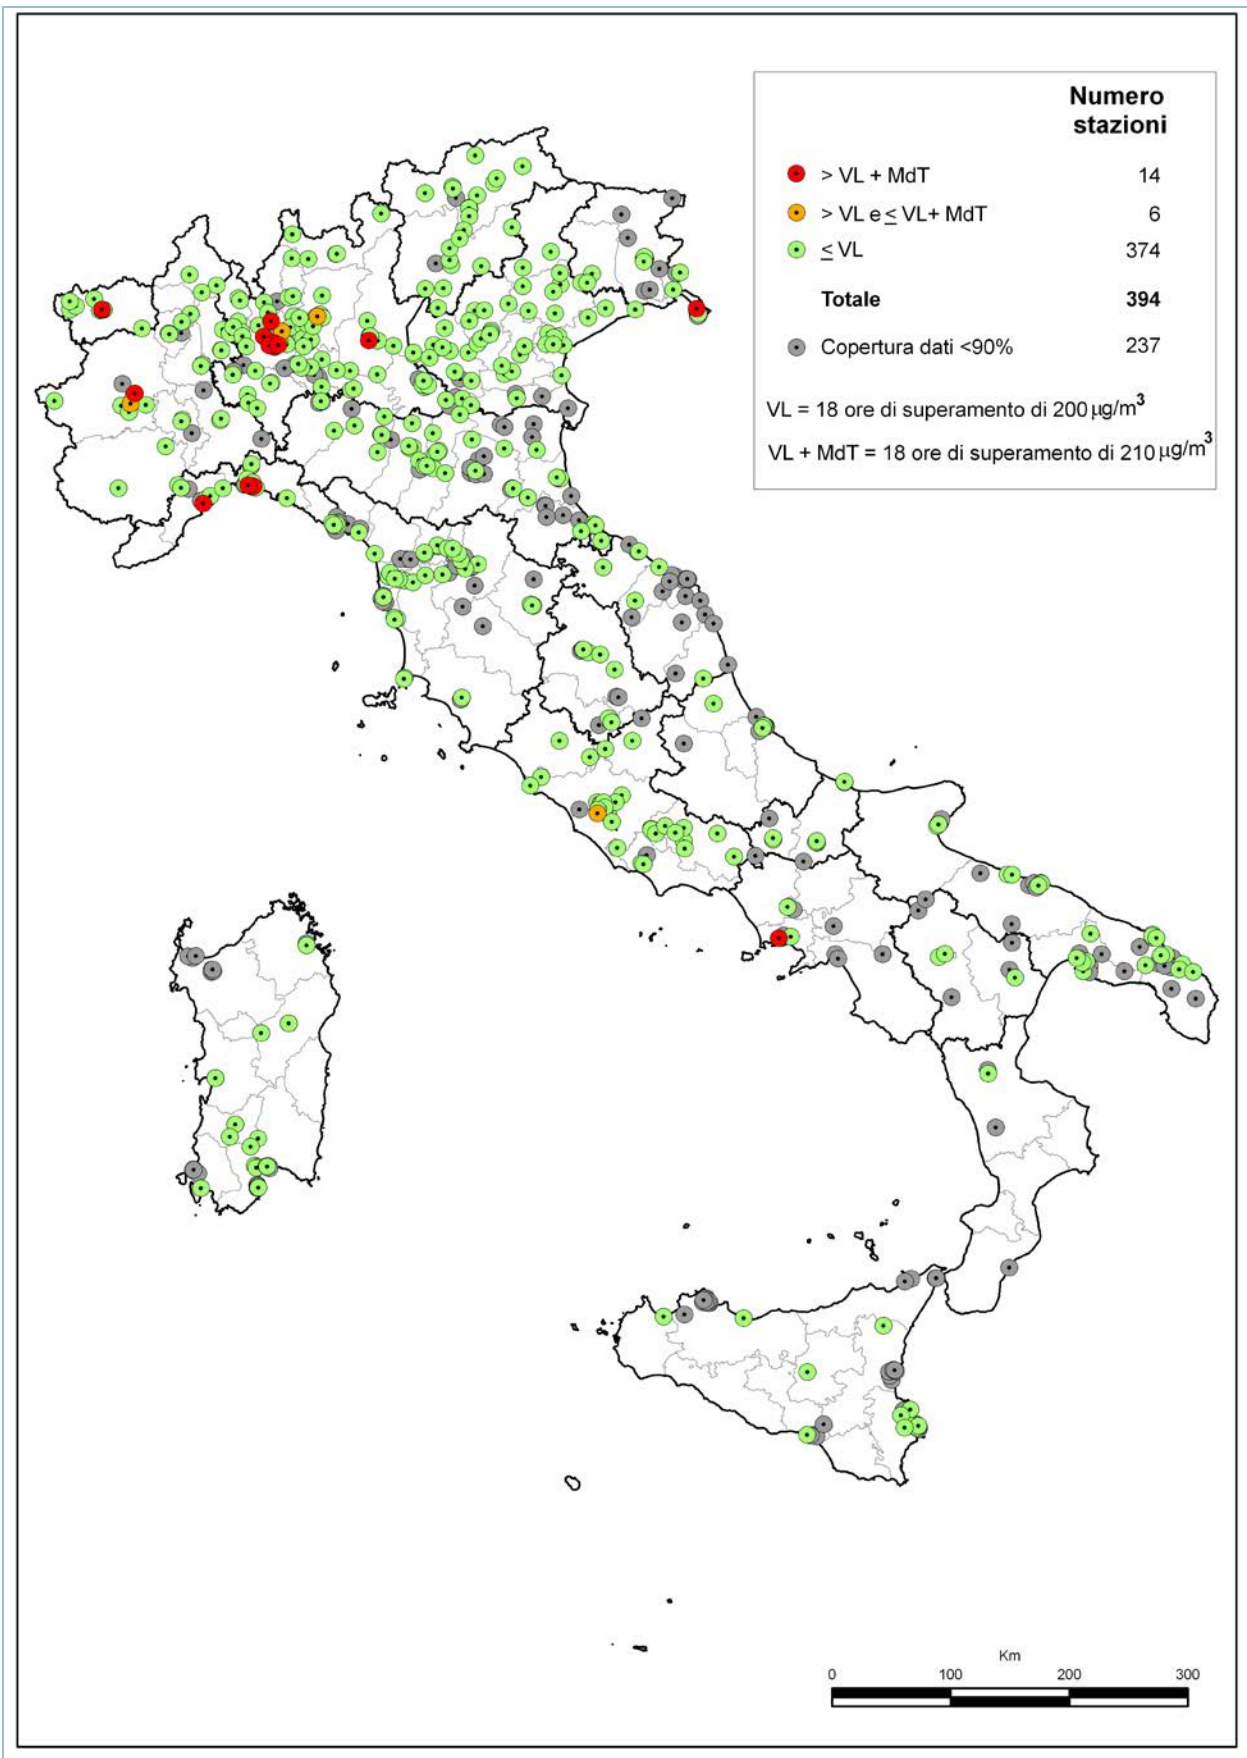 Numero
stazioni
> VL + MdT 14
> VL e ≤ VL+ MdT 6
≤ VL 374
Totale 394
Copertura dati <90% 237
VL = 18 ore di superamento di 200 µg/m³
VL + MdT = 18 ore di superamento di 210 µg/m³
Km
0 100 200 300